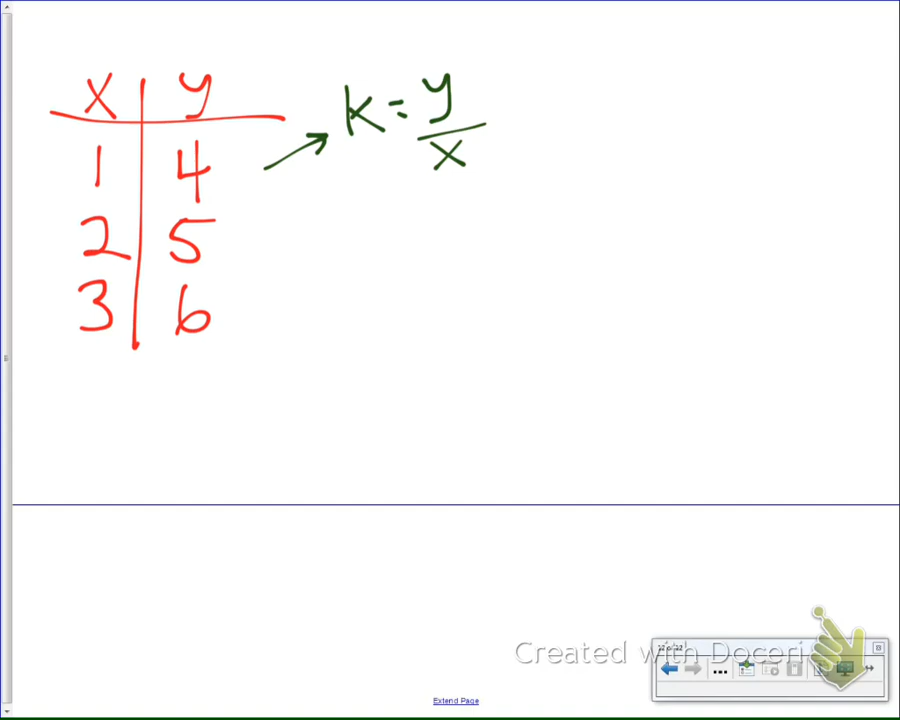 x y
1 4
2 5
3 6
K = y
x
Created with Doceri
Extend Page